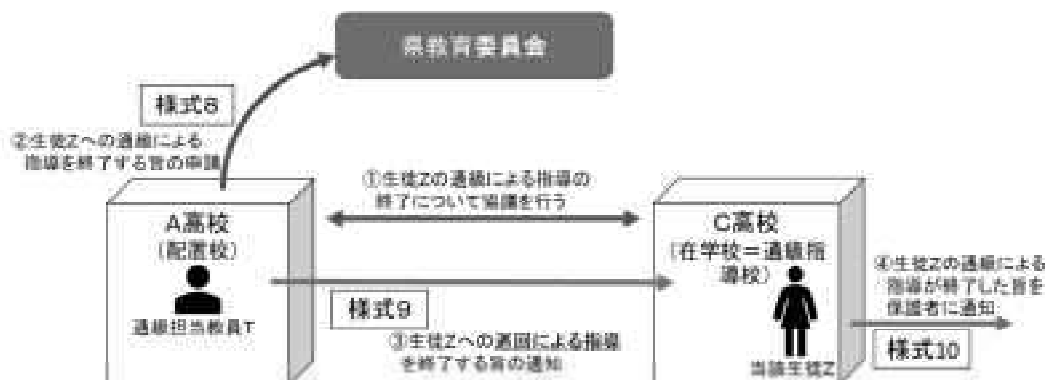 県教育委員会
様式8
②生徒Zへの通級による
指導を終了する旨の申請
①生徒Zの通級による指導の
終了について協議を行う
A高校
(配置校)
通級担当教員T
C高校
(在学校=通級指
導校)
当該生徒Z
様式9
③生徒Zへの巡回による指導
を終了する旨の通知
④生徒Zの通級による
指導が終了した旨を
保護者に通知
様式10